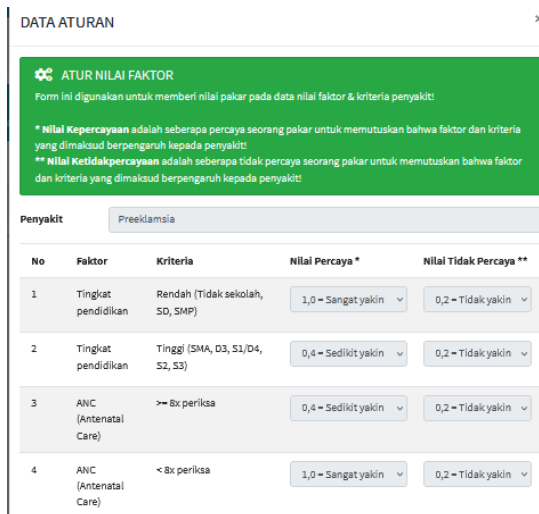 DATA ATURAN
ATUR NILAI FAKTOR
Form ini digunakan untuk memberi nilai pakar pada data nilai faktor & kriteria penyakit!
* Nilai Kepercayaan adalah seberapa percaya seorang pakar untuk memutuskan bahwa faktor dan kriteria
yang dimaksud berpengaruh kepada penyakit!
** Nilai Ketidakpercayaan adalah seberapa tidak percaya seorang pakar untuk memutuskan bahwa faktor
dan kriteria yang dimaksud berpengaruh kepada penyakit!
Penyakit Preeklamsia
No Faktor Kriteria Nilai Percaya * Nilai Tidak Percaya **
1 Tingkat Rendah (Tidak sekolah, 1,0 = Sangat yakin 0,2 = Tidak yakin
pendidikan SD, SMP)
2 Tingkat Tinggi (SMA, D3, S1/D4, 0,4 = Sedikit yakin 0,2 = Tidak yakin
pendidikan S2, S3)
3 ANC >= 8x periksa 0,4 = Sedikit yakin 0,2 = Tidak yakin
(Antenatal
Care)
4 ANC < 8x periksa 1,0 = Sangat yakin 0,2 = Tidak yakin
(Antenatal
Care)